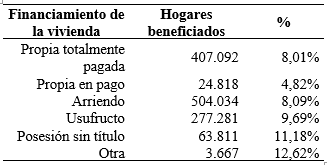 Financiamiento de Hogares %
la vivienda beneficiados
Propia totalmente
pagada 407.092 8,01%
Propia en pago 24.818 4,82%
Arriendo 504.034 8,09%
Usufructo 277.281 9,69%
Posesión sin título 63.811 11,18%
Otra 3.667 12,62%